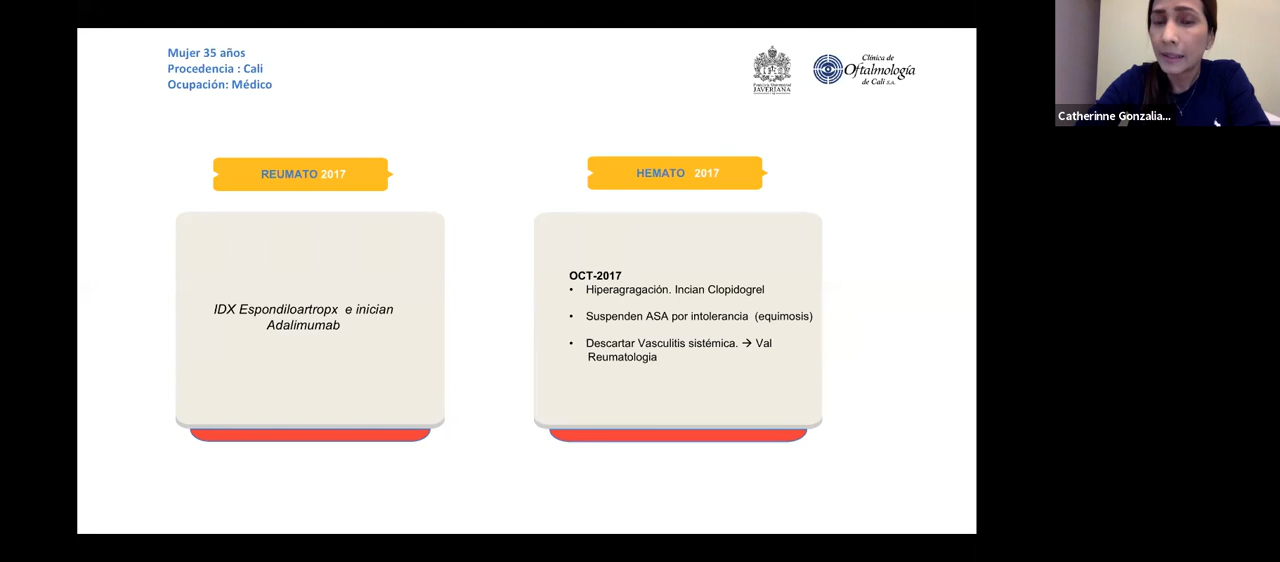 Mujer 35 años
Procedencia : Cali
Ocupación: Médico
JAVERIANA
Clínica de
Oftalmología
de Cali S.A.
Catherinne Gonzalia...
REUMATO 2017
HEMATO 2017
IDX Espondiloartropx e inician
Adalimumab
OCT-2017
• Hiperagragación. Incian Clopidogrel
• Suspenden ASA por intolerancia (equimosis)
• Descartar Vasculitis sistémica. → Val
Reumatologia